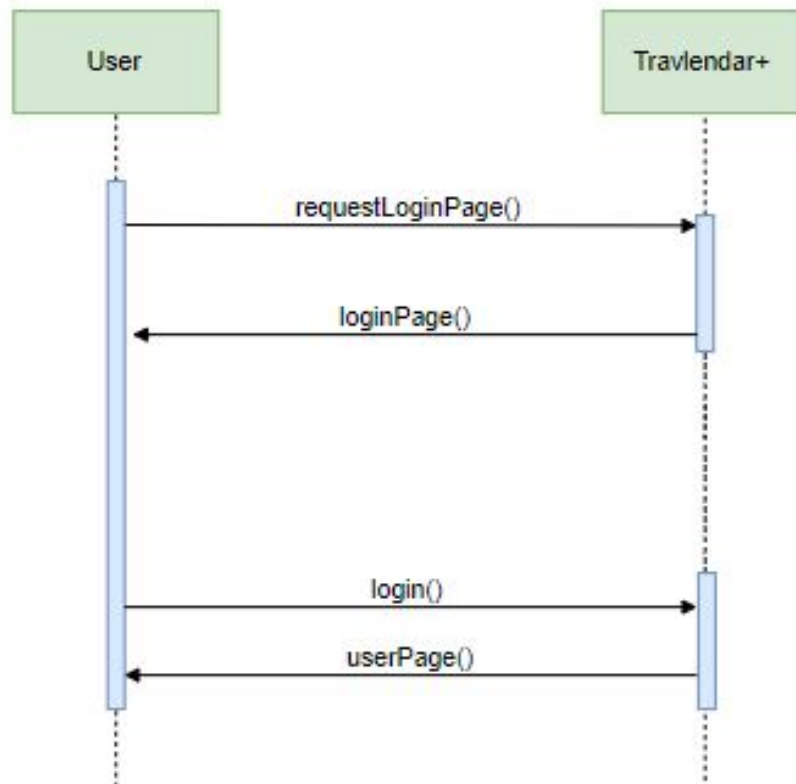 User
Travlendar+
requestLoginPage()
loginPage()
login()
userPage()